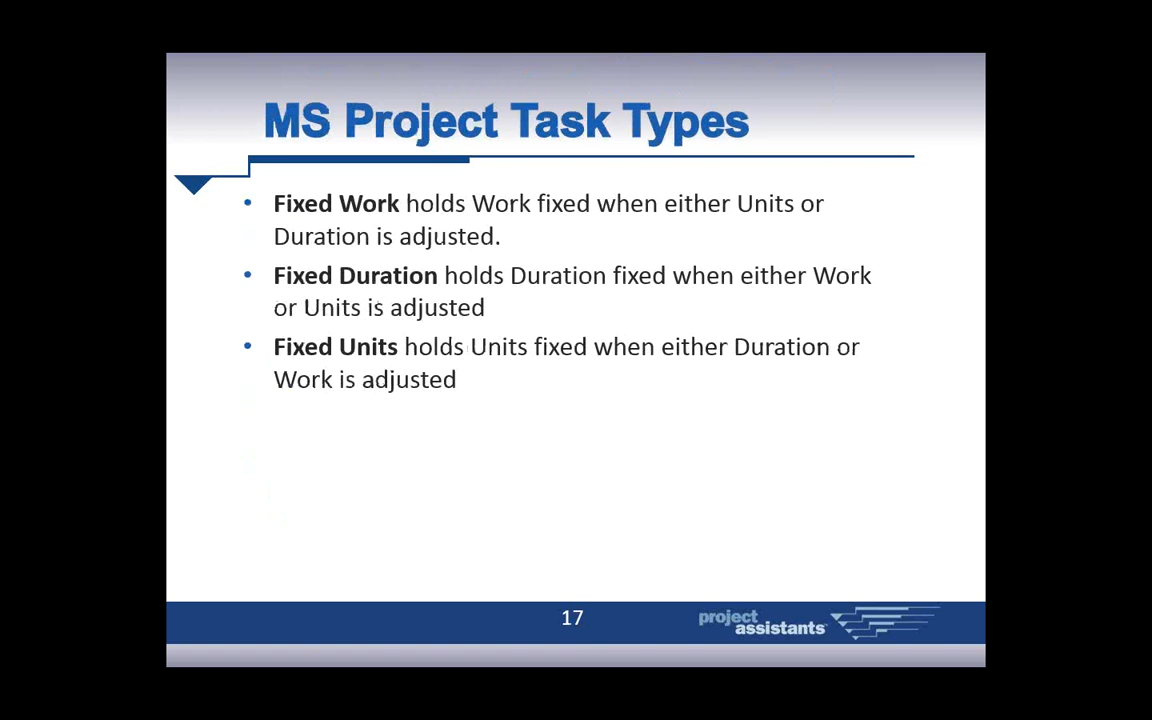 MS Project Task Types
• Fixed Work holds Work fixed when either Units or
Duration is adjusted.
• Fixed Duration holds Duration fixed when either Work
or Units is adjusted
• Fixed Units holds Units fixed when either Duration or
Work is adjusted
17
project
assistants